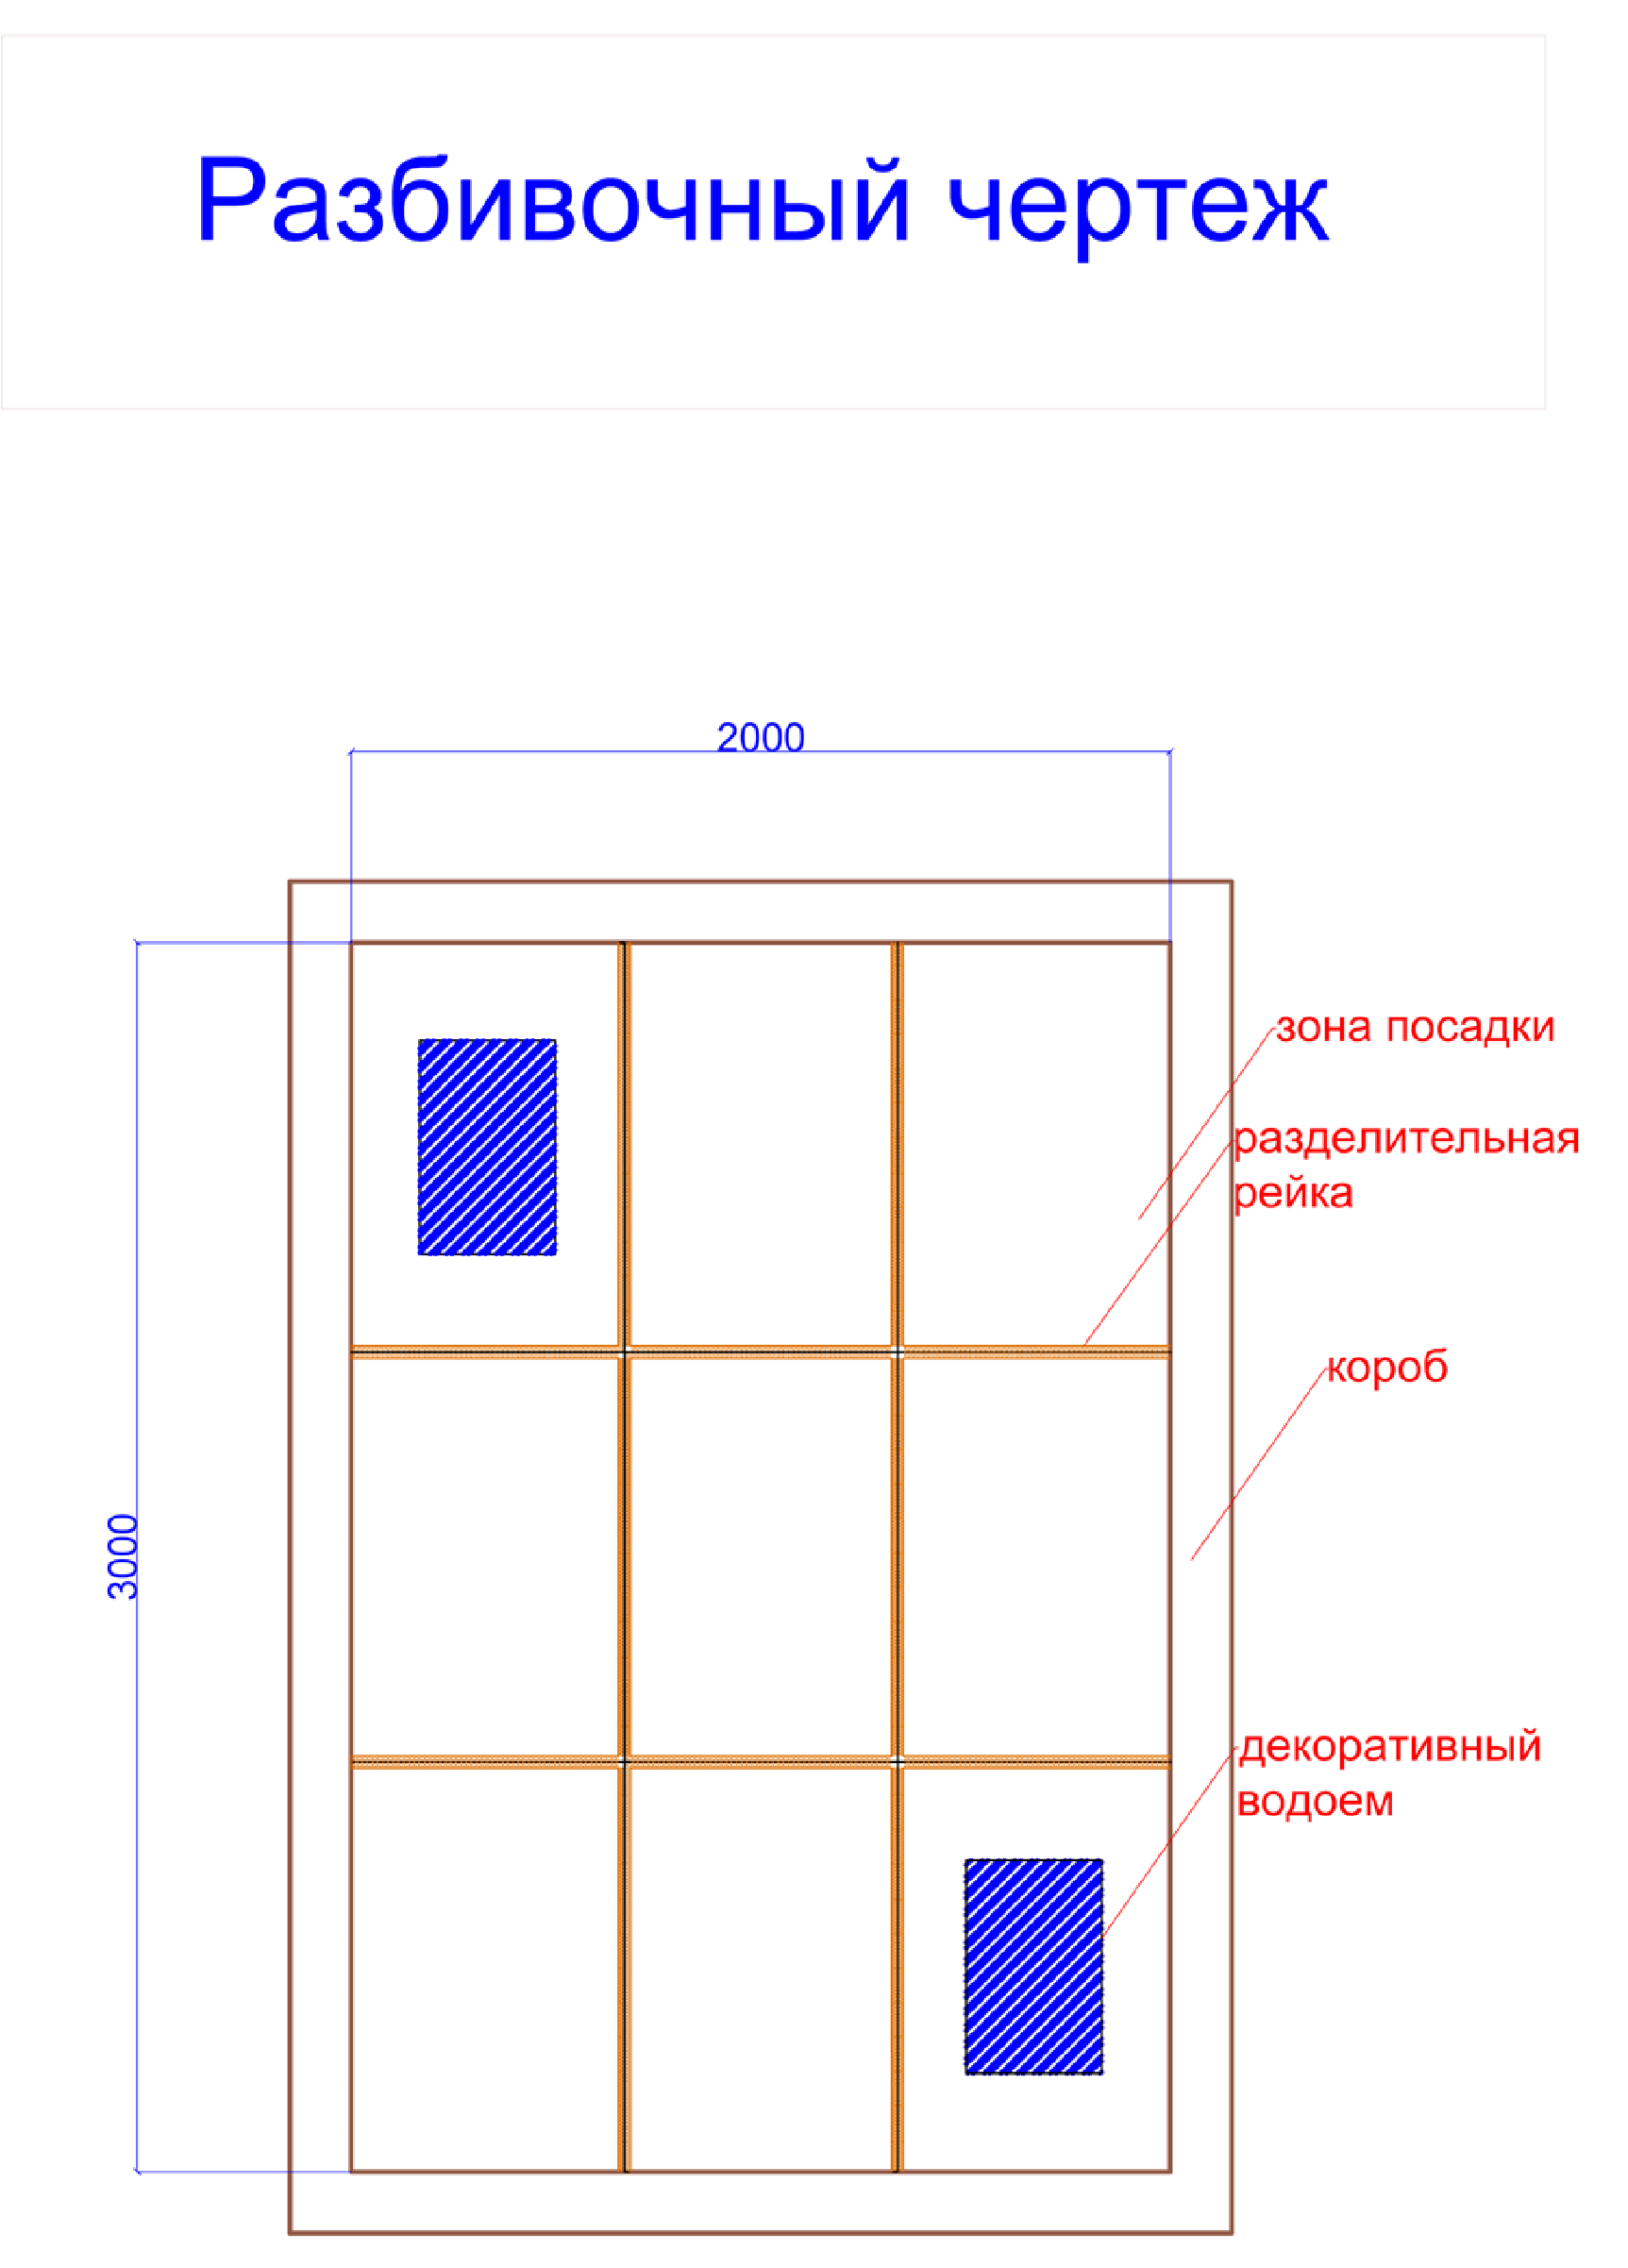 Разбивочный чертеж
2000
зона посадки
разделительная
рейка
короб
3000
декоративный
водоем